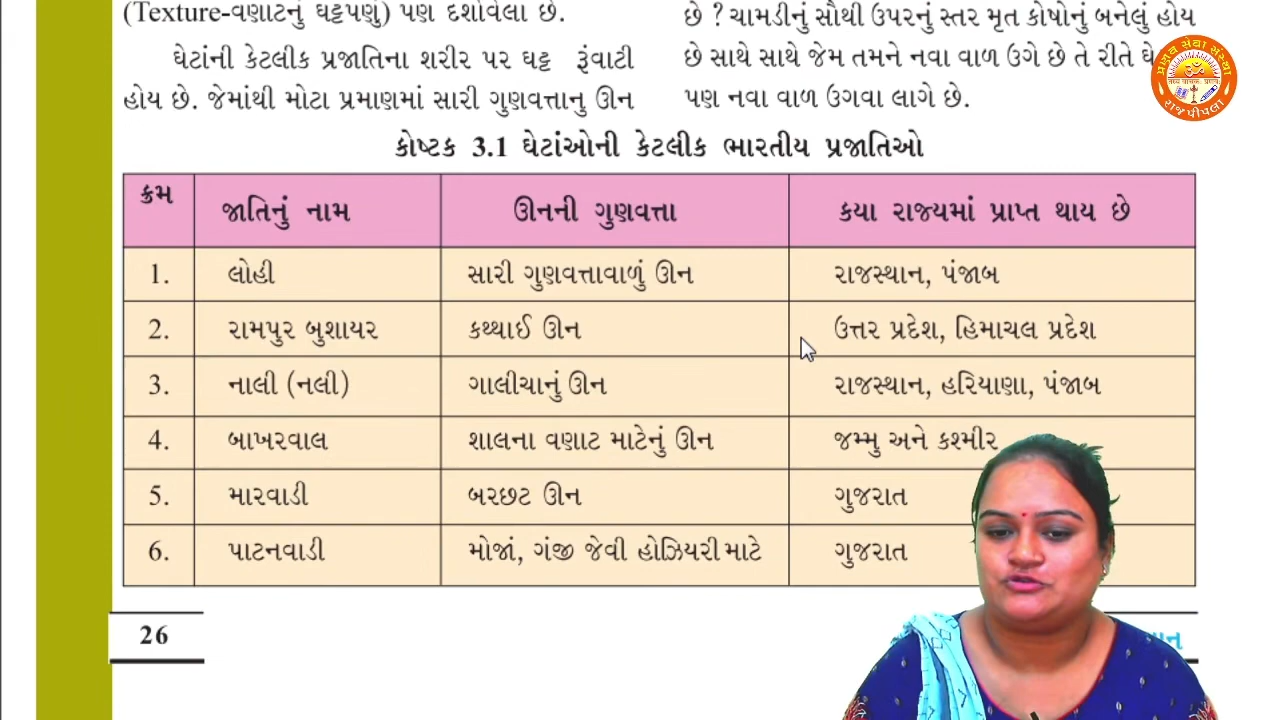 (Texture-વણાટનું ઘટ્ટપણું) પણ દર્શાવેલા છે.
ઘેટાંની કેટલીક પ્રજાતિના શરીર પર ઘટ્ટ રૂંવાટી
હોય છે. જેમાંથી મોટા પ્રમાણમાં સારી ગુણવત્તાનુ ઊન
છે ? ચામડીનું સૌથી ઉપરનું સ્તર મૃત કોષોનું બનેલું હોય
છે સાથે સાથે જેમ તમને નવા વાળ ઉગે છે તે રીતે
પણ નવા વાળ ઉગવા લાગે છે.
પ્રણવ સેવા સંસ્થા
રાજપીપલા
કોષ્ટક 3.1 ઘેટાંઓની કેટલીક ભારતીય પ્રજાતિઓ
ક્રમ જાતિનું નામ ઊનની ગુણવત્તા કયા રાજ્યમાં પ્રાપ્ત થાય છે
1. લોહી સારી ગુણવત્તાવાળું ઊન રાજસ્થાન, પંજાબ
2. રામપુર બુશાયર કથ્થાઈ ઊન ઉત્તર પ્રદેશ, હિમાચલ પ્રદેશ
3. નાલી (નલી) ગાલીચાનું ઊન રાજસ્થાન, હરિયાણા, પંજાબ
4. બાખરવાલ શાલના વણાટ માટેનું ઊન જમ્મુ અને કશ્મીર
5. મારવાડી બરછટ ઊન ગુજરાત
6. પાટનવાડી મોજાં, ગંજી જેવી હોઝિયરી માટે ગુજરાત
26